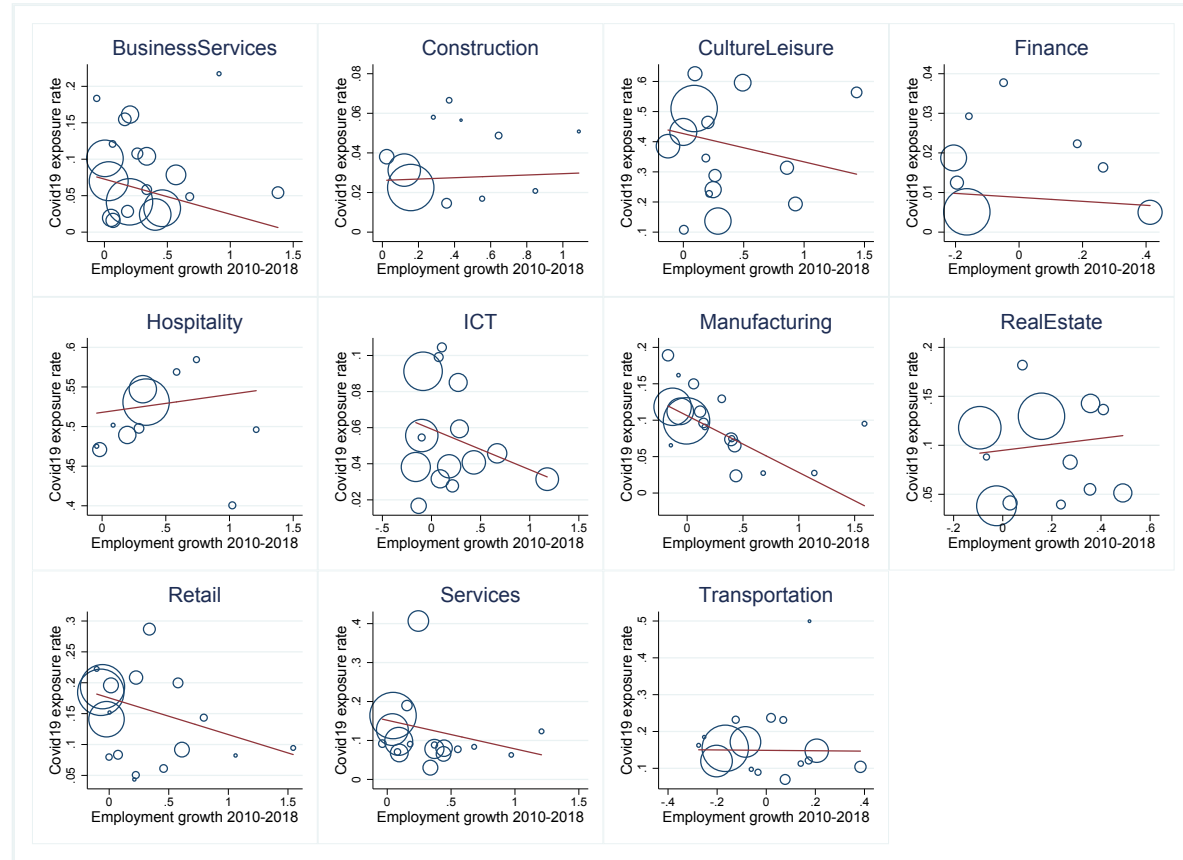 BusinessServices
Covid19 exposure rate
0 .05 .1 .15 .2
0 .5 1 1.5
Employment growth 2010-2018
Construction
Covid19 exposure rate
0 .02 .04 .06 .08
0 .2 .4 .6 .8 1
Employment growth 2010-2018
CultureLeisure
Covid19 exposure rate
.1 .2 .3 .4 .5 .6
0 .5 1 1.5
Employment growth 2010-2018
Finance
Covid19 exposure rate
0 .01 .02 .03 .04
-.2 0 .2 .4
Employment growth 2010-2018
Hospitality
Covid19 exposure rate
.4 .45 .5 .55 .6
0 .5 1 1.5
Employment growth 2010-2018
ICT
Covid19 exposure rate
.02 .04 .06 .08 .1
-.5 0 .5 1 1.5
Employment growth 2010-2018
Manufacturing
Covid19 exposure rate
0 .05 .1 .15 .2
0 .5 1 1.5
Employment growth 2010-2018
RealEstate
Covid19 exposure rate
.05 .1 .15 .2
-.2 0 .2 .4 .6
Employment growth 2010-2018
Retail
Covid19 exposure rate
.05 .1 .15 .2 .25 .3
0 .5 1 1.5
Employment growth 2010-2018
Services
Covid19 exposure rate
0 .1 .2 .3 .4
0 .5 1 1.5
Employment growth 2010-2018
Transportation
Covid19 exposure rate
.1 .2 .3 .4 .5
-.4 -.2 0 .2 .4
Employment growth 2010-2018